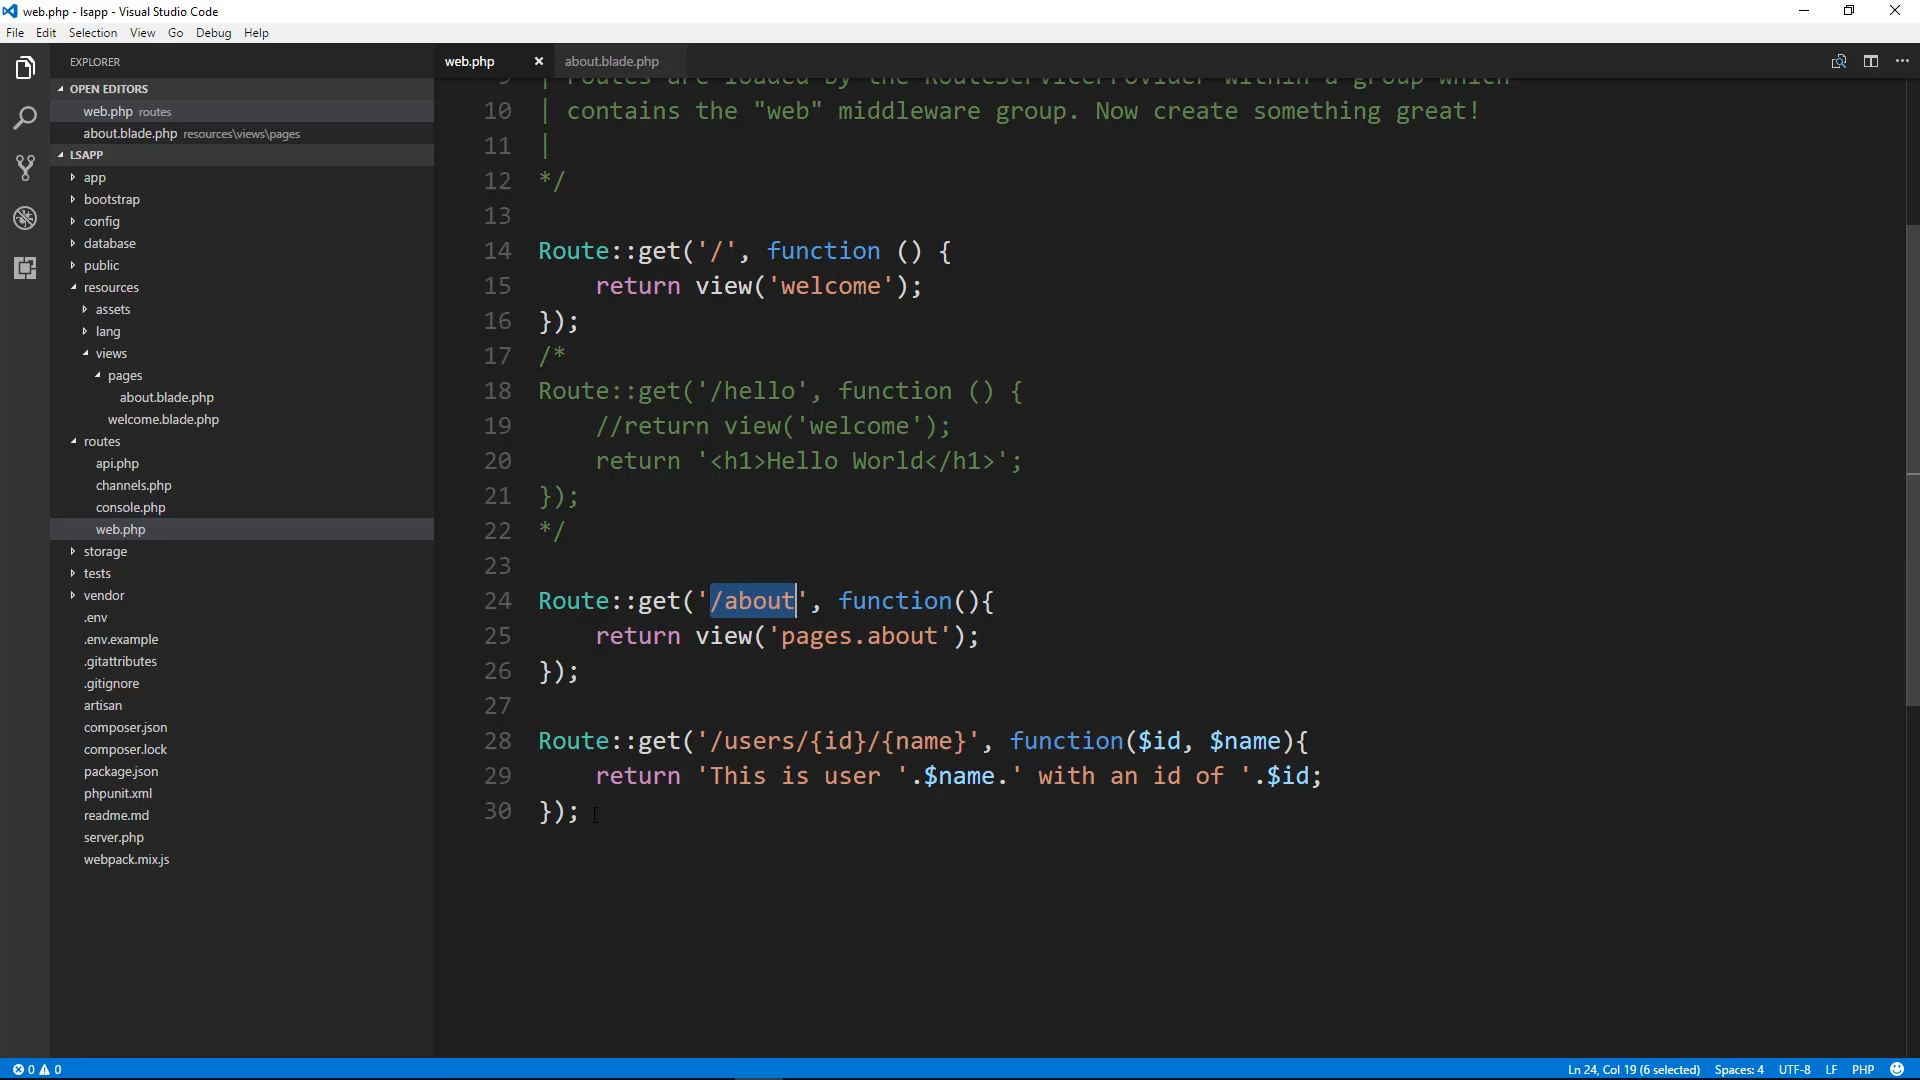 web.php - lsapp - Visual Studio Code
File Edit Selection View Go Debug Help
EXPLORER
OPEN EDITORS
web.php routes
about.blade.php resources\views\pages
LSAPP
app
bootstrap
config
database
public
resources
assets
lang
views
pages
about.blade.php
welcome.blade.php
routes
api.php
channels.php
console.php
web.php
storage
tests
vendor
.env
.env.example
.gitattributes
.gitignore
artisan
composer.json
composer.lock
package.json
phpunit.xml
readme.md
server.php
webpack.mix.js
web.php about.blade.php
9 | routes are loaded by the RouteServiceProvider within a group which
10 | contains the "web" middleware group. Now create something great!
11 |
12 */
13
14 Route::get('/', function () {
15     return view('welcome');
16 });
17 /*
18 Route::get('/hello', function () {
19     //return view('welcome');
20     return '<h1>Hello World</h1>';
21 });
22 */
23
24 Route::get('/about', function(){
25     return view('pages.about');
26 });
27
28 Route::get('/users/{id}/{name}', function($id, $name){
29     return 'This is user '.$name.' with an id of '.$id;
30 });
0 0 Ln 24, Col 19 (6 selected) Spaces: 4 UTF-8 LF PHP